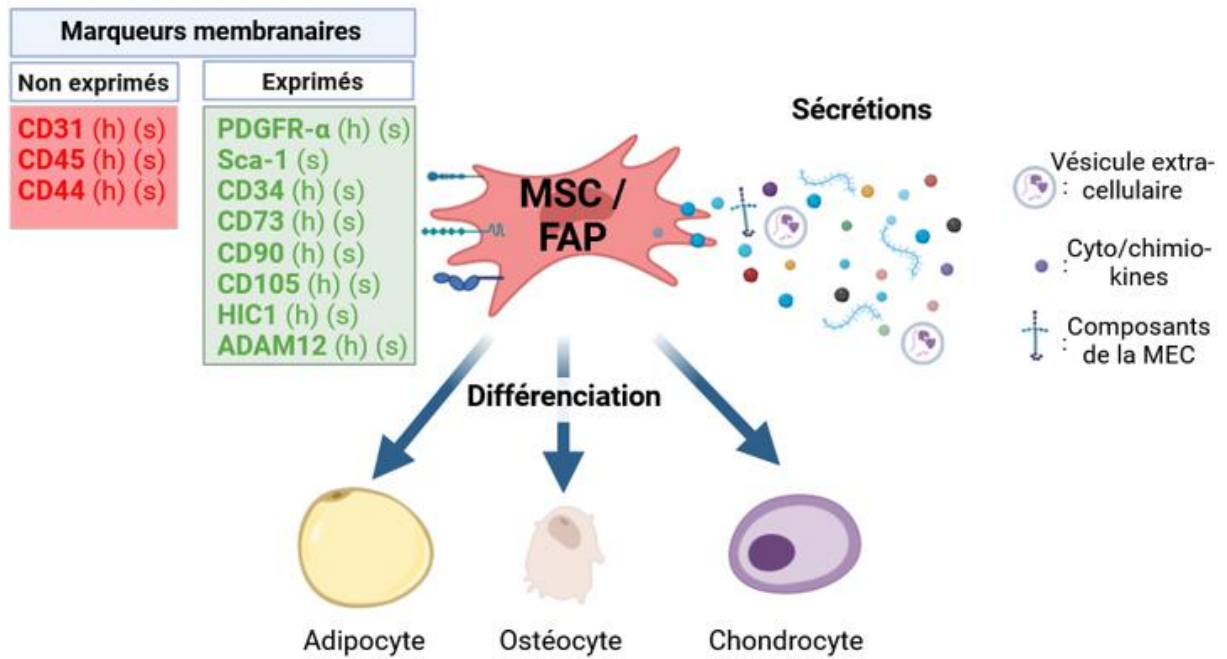 Marqueurs membranaires
Non exprimés
Exprimés
CD31 (h) (s)
CD45 (h) (s)
CD44 (h) (s)
PDGFR-α (h) (s)
Sca-1 (s)
CD34 (h) (s)
CD73 (h) (s)
CD90 (h) (s)
CD105 (h) (s)
HIC1 (h) (s)
ADAM12 (h) (s)
MSC /
FAP
Sécrétions
: Vésicule extra-
cellulaire
: Cyto/chimio-
kines
: Composants
de la MEC
Différenciation
Adipocyte
Ostéocyte
Chondrocyte